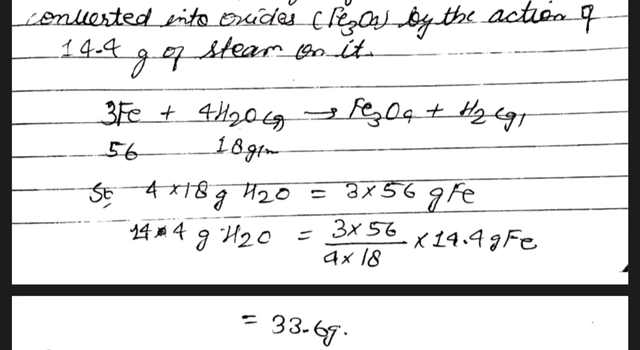 converted into oxides (Fe3O4) by the action of
14.4 g of steam on it.
3Fe + 4H2O(g) → Fe3O4 + H2(g)
56 18gm
So, 4×18 g H2O = 3×56 g Fe
14.4 g H2O = 3×56 / 4×18 × 14.4 g Fe
= 33.6g.